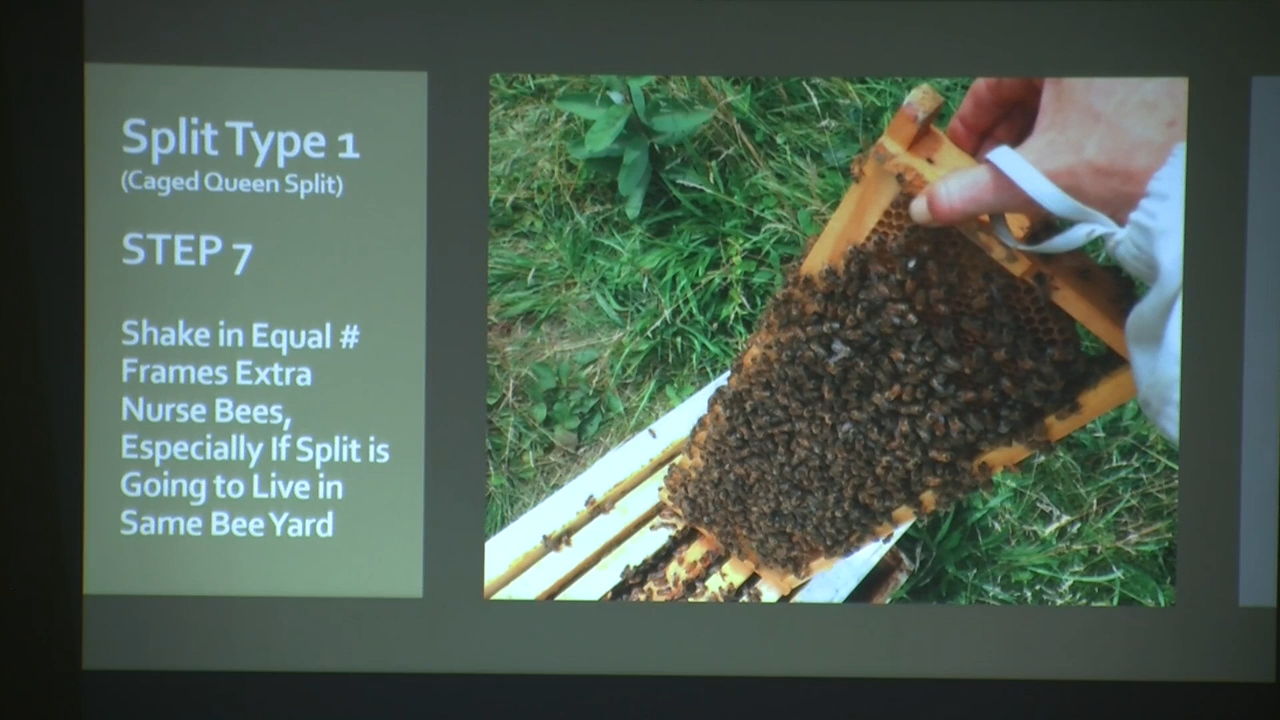 Split Type 1
(Caged Queen Split)
STEP 7
Shake in Equal #
Frames Extra
Nurse Bees,
Especially If Split is
Going to Live in
Same Bee Yard